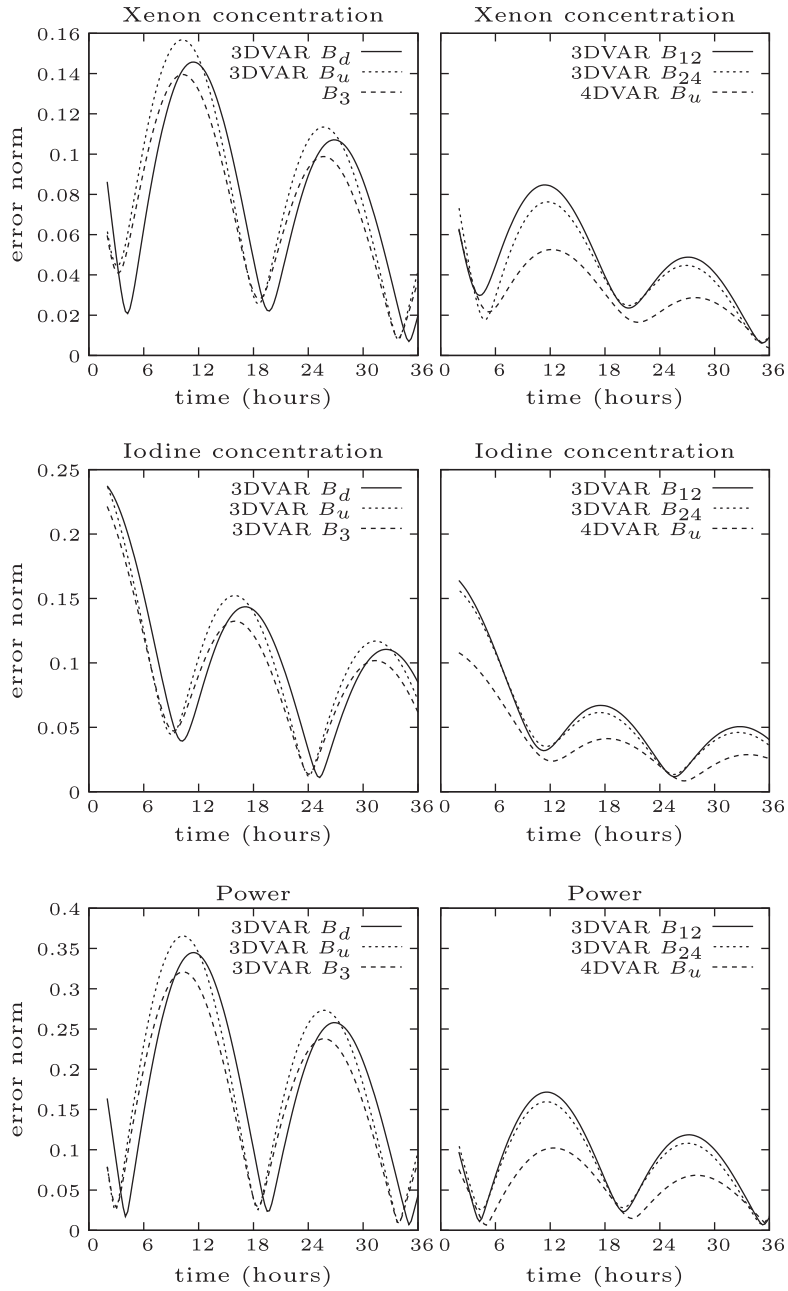 Xenon concentration Xenon concentration
0.16
0.14
0.12
0.1
0.08
0.06
0.04
0.02
0
error norm
3DVAR B_d
3DVAR B_u
B_3
3DVAR B_12
3DVAR B_24
4DVAR B_u
0 6 12 18 24 30 36 0 6 12 18 24 30 36
time (hours) time (hours)
Iodine concentration Iodine concentration
0.25
0.2
0.15
0.1
0.05
0
error norm
3DVAR B_d
3DVAR B_u
3DVAR B_3
3DVAR B_12
3DVAR B_24
4DVAR B_u
0 6 12 18 24 30 36 0 6 12 18 24 30 36
time (hours) time (hours)
Power Power
0.4
0.35
0.3
0.25
0.2
0.15
0.1
0.05
0
error norm
3DVAR B_d
3DVAR B_u
3DVAR B_3
3DVAR B_12
3DVAR B_24
4DVAR B_u
0 6 12 18 24 30 36 0 6 12 18 24 30 36
time (hours) time (hours)